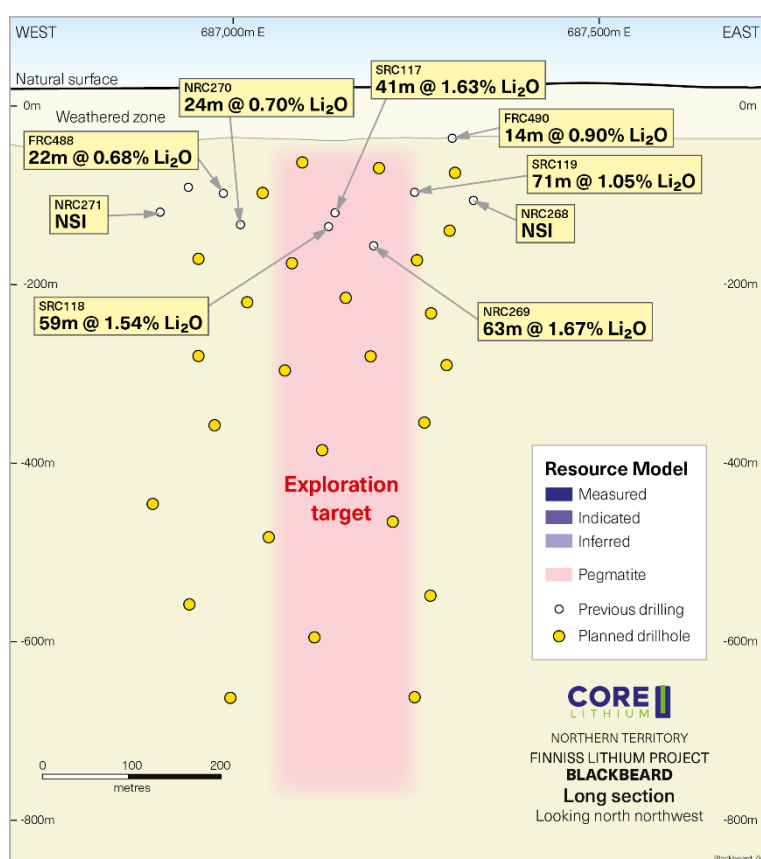 WEST
687,000m E
687,500m E
EAST
Natural surface
0m
0m
Weathered zone
SRC117
41m @ 1.63% Li₂O
NRC270
24m @ 0.70% Li₂O
FRC490
14m @ 0.90% Li₂O
FRC488
22m @ 0.68% Li₂O
SRC119
71m @ 1.05% Li₂O
NRC271
NSI
NRC268
NSI
-200m
-200m
SRC118
59m @ 1.54% Li₂O
NRC269
63m @ 1.67% Li₂O
-400m
-400m
Exploration
target
Resource Model
Measured
Indicated
Inferred
Pegmatite
Previous drilling
Planned drillhole
-600m
-600m
CORE
LITHIUM
NORTHERN TERRITORY
FINNISS LITHIUM PROJECT
BLACKBEARD
Long section
Looking north northwest
0 100 200
metres
-800m
-800m